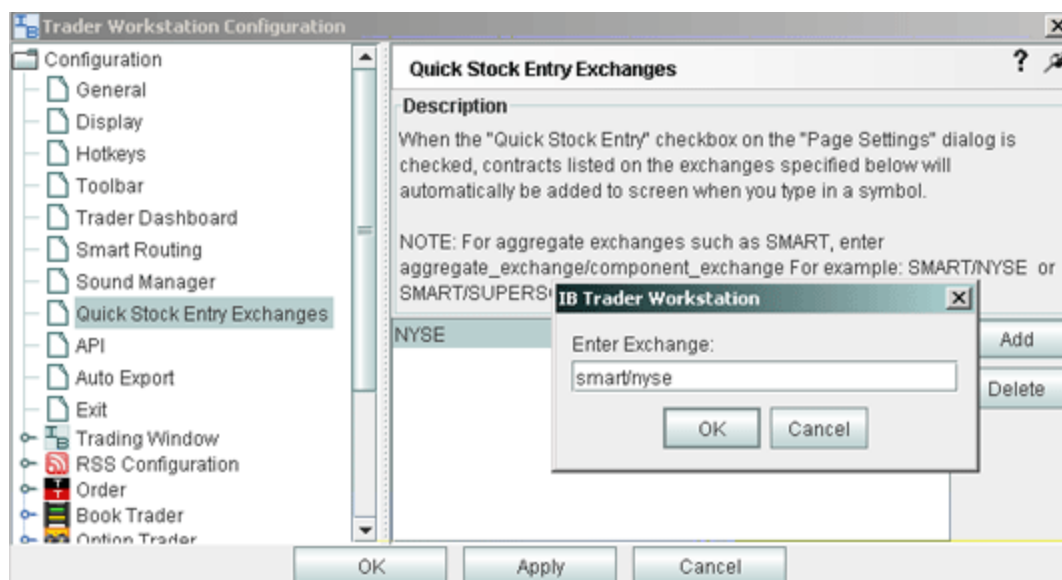 Trader Workstation Configuration
Configuration
General
Display
Hotkeys
Toolbar
Trader Dashboard
Smart Routing
Sound Manager
Quick Stock Entry Exchanges
API
Auto Export
Exit
Trading Window
RSS Configuration
Order
Book Trader
Option Trader
Quick Stock Entry Exchanges
?
Description
When the "Quick Stock Entry" checkbox on the "Page Settings" dialog is
checked, contracts listed on the exchanges specified below will
automatically be added to screen when you type in a symbol.
NOTE: For aggregate exchanges such as SMART, enter
aggregate_exchange/component_exchange For example: SMART/NYSE or
NYSE
Add
Delete
IB Trader Workstation
Enter Exchange:
smart/nyse
OK Cancel
OK Apply Cancel